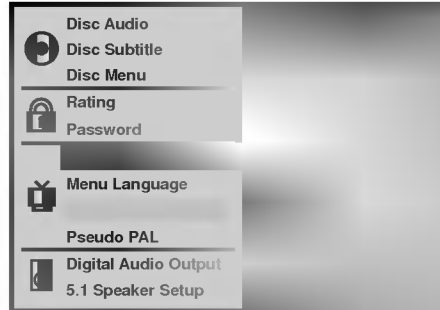 Disc Audio
Disc Subtitle
Disc Menu
Rating
Password
Menu Language
Pseudo PAL
Digital Audio Output
5.1 Speaker Setup